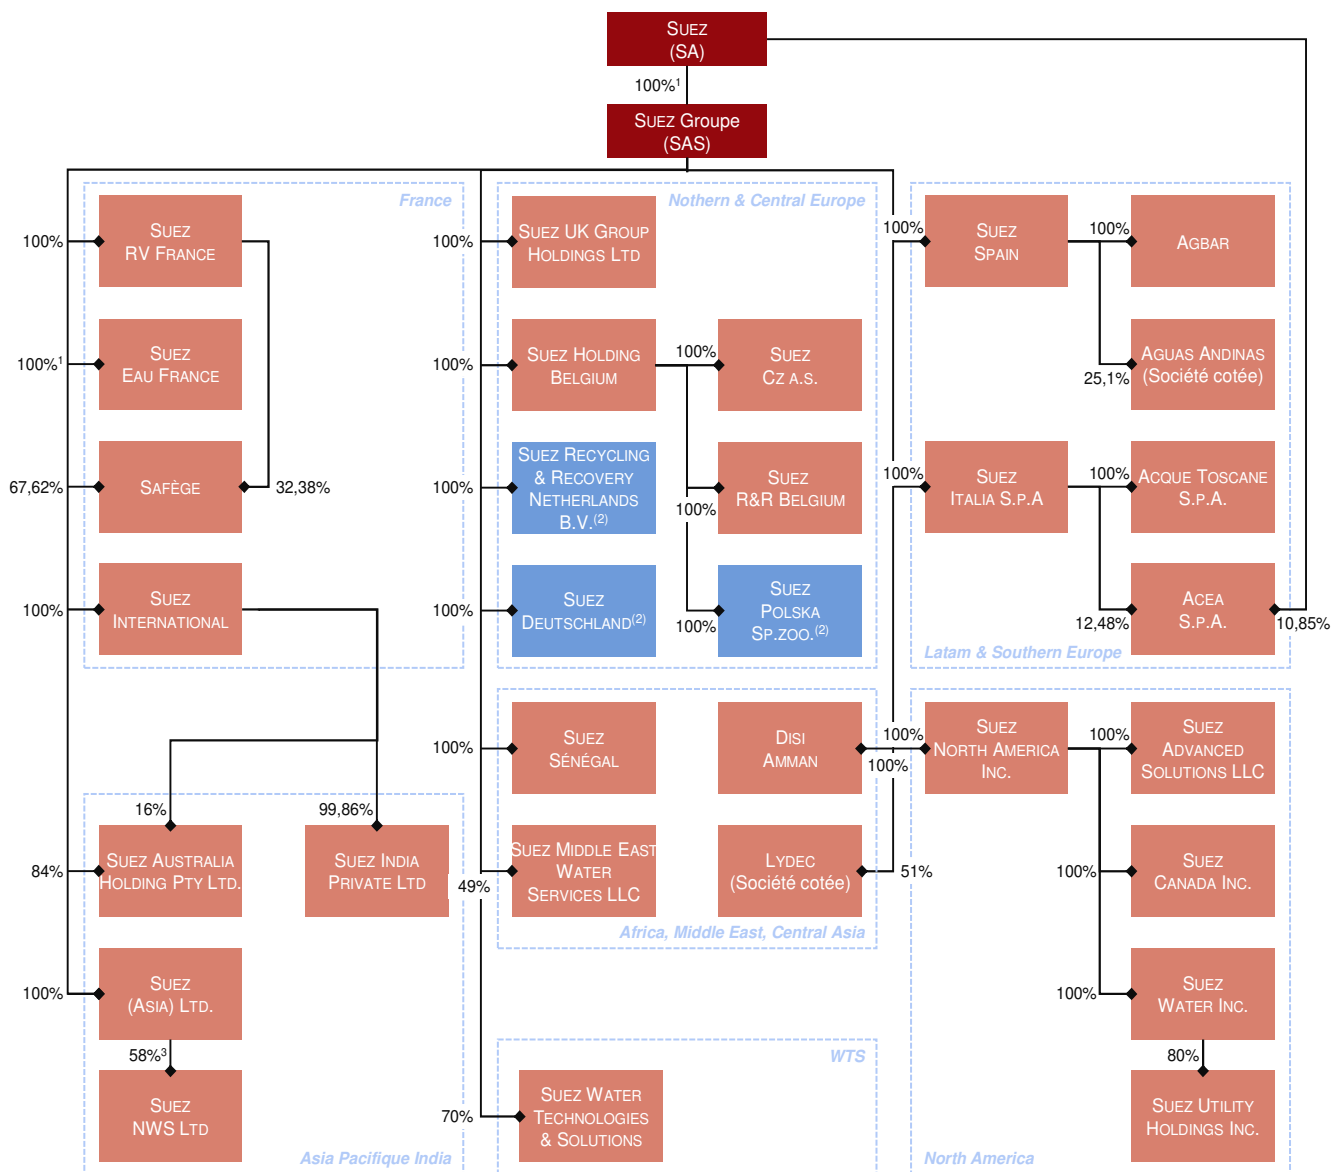 SUEZ
(SA)
100%¹
SUEZ Groupe
(SAS)
France
SUEZ
RV FRANCE
100%
SUEZ
EAU FRANCE
100%¹
SAFÈGE
67,62%
32,38%
SUEZ
INTERNATIONAL
100%
Nothern & Central Europe
100%
SUEZ UK GROUP
HOLDINGS LTD
100%
SUEZ HOLDING
BELGIUM
100%
SUEZ
CZ A.S.
100%
SUEZ RECYCLING
& RECOVERY
NETHERLANDS
B.V.(2)
100%
SUEZ
R&R BELGIUM
100%
SUEZ
DEUTSCHLAND(2)
100%
SUEZ
POLSKA
SP.ZOO.(2)
100%
SUEZ
SPAIN
100%
AGBAR
25,1%
AGUAS ANDINAS
(Société cotée)
100%
SUEZ
ITALIA S.P.A
100%
ACQUE TOSCANE
S.P.A.
12,48%
ACEA
S.P.A.
10,85%
Latam & Southern Europe
100%
SUEZ
SÉNÉGAL
DISI
AMMAN
100%
49%
SUEZ MIDDLE EAST
WATER
SERVICES LLC
LYDEC
(Société cotée)
51%
Africa, Middle East, Central Asia
100%
SUEZ
NORTH AMERICA
INC.
100%
SUEZ
ADVANCED
SOLUTIONS LLC
100%
SUEZ
CANADA INC.
100%
SUEZ
WATER INC.
80%
SUEZ UTILITY
HOLDINGS INC.
North America
16%
99,86%
84%
SUEZ AUSTRALIA
HOLDING PTY LTD.
SUEZ INDIA
PRIVATE LTD
100%
SUEZ
(ASIA) LTD.
58%³
SUEZ
NWS LTD
Asia Pacifique India
WTS
70%
SUEZ WATER
TECHNOLOGIES
& SOLUTIONS